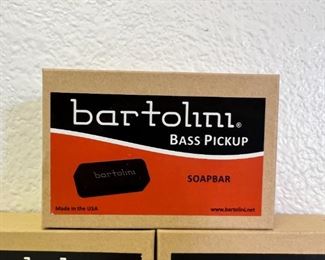 bartolini®
BASS PICKUP
SOAPBAR
bartolini
Made in the USA
www.bartolini.net